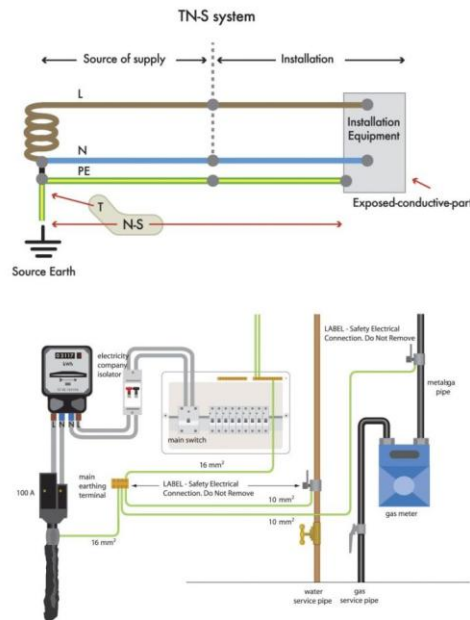 TN-S system
Source of supply
Installation
L
Installation
Equipment
N
PE
T
N-S
Exposed-conductive-part
Source Earth
LABEL - Safety Electrical
Connection. Do Not Remove
electricity
company
isolator
kWh
metalga
pipe
L N N L
main switch
16 mm²
100 A
main
earthing
terminal
LABEL - Safety Electrical
Connection. Do Not Remove
10 mm²
10 mm²
gas meter
16 mm²
water
service pipe
gas
service pipe